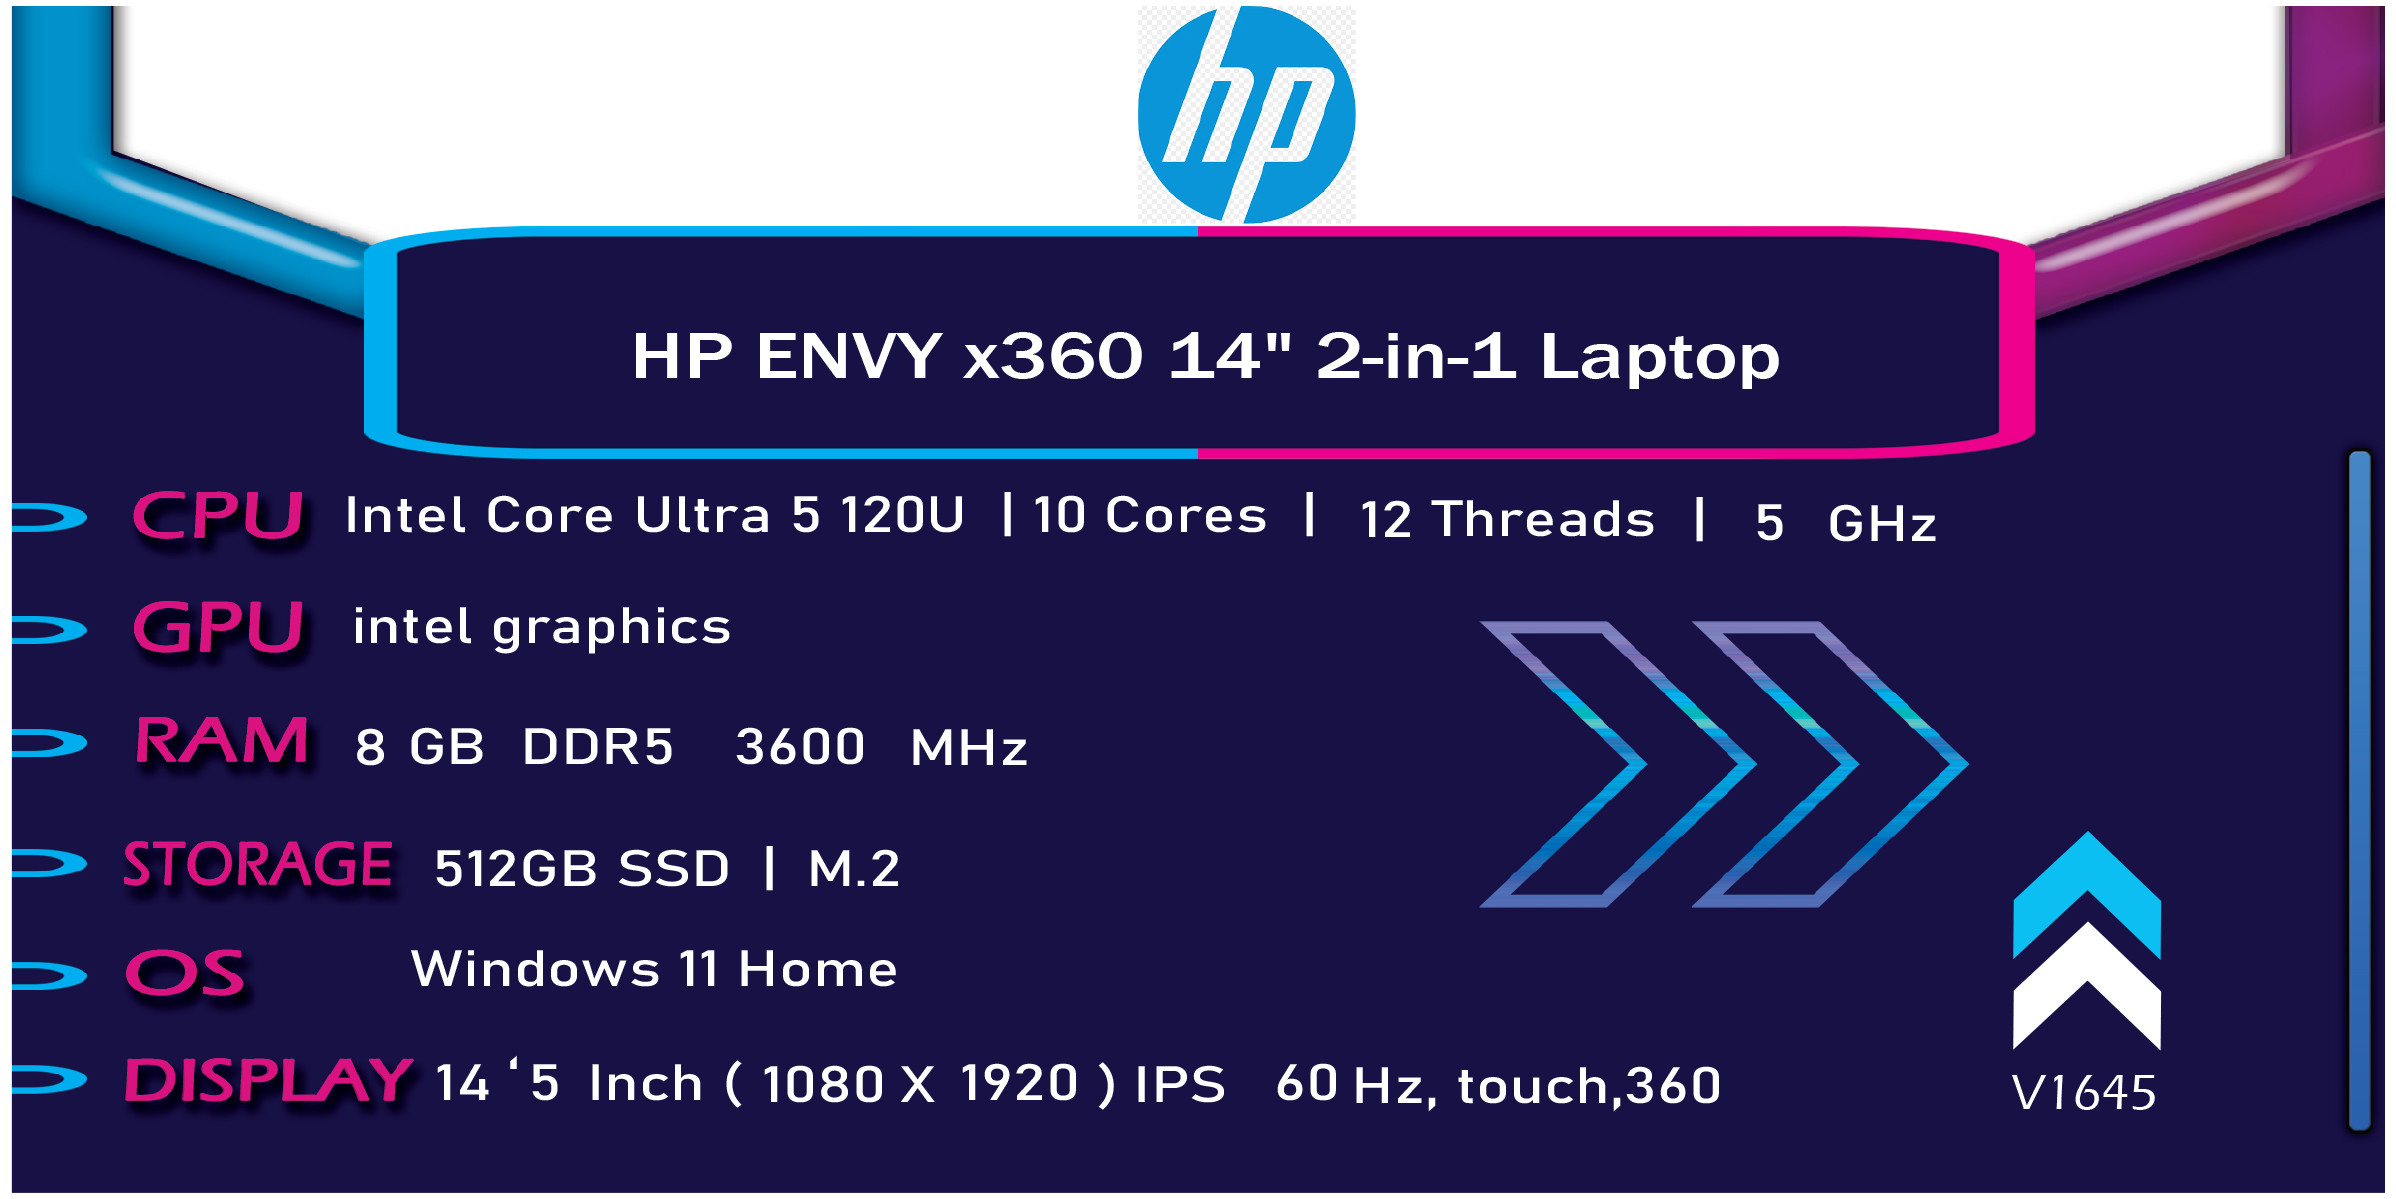 hp
HP ENVY x360 14" 2-in-1 Laptop
CPU Intel Core Ultra 5 120U | 10 Cores | 12 Threads | 5 GHz
GPU intel graphics
RAM 8 GB DDR5 3600 MHz
STORAGE 512GB SSD | M.2
OS Windows 11 Home
DISPLAY 14 ‘5 Inch ( 1080 X 1920 ) IPS 60 Hz, touch,360
V1645